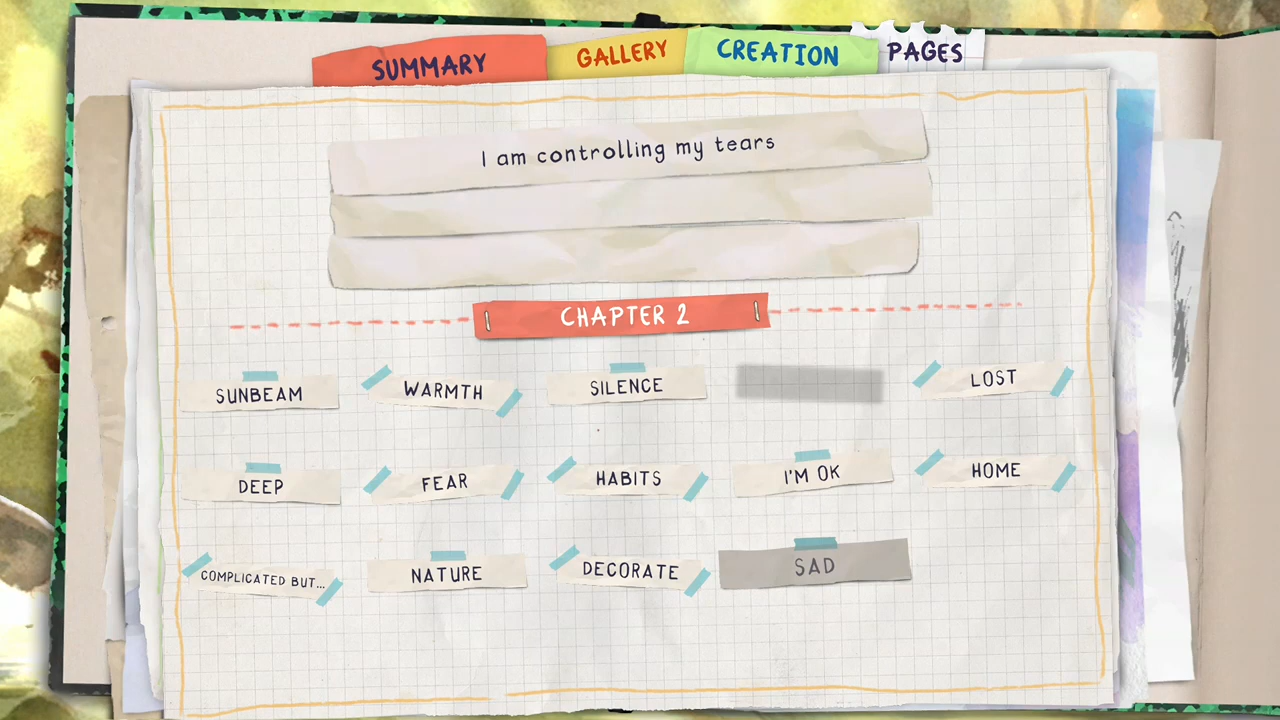 SUMMARY
GALLERY
CREATION
PAGES
I am controlling my tears
CHAPTER 2
SUNBEAM
WARMTH
SILENCE
LOST
DEEP
FEAR
HABITS
I'M OK
HOME
COMPLICATED BUT...
NATURE
DECORATE
SAD